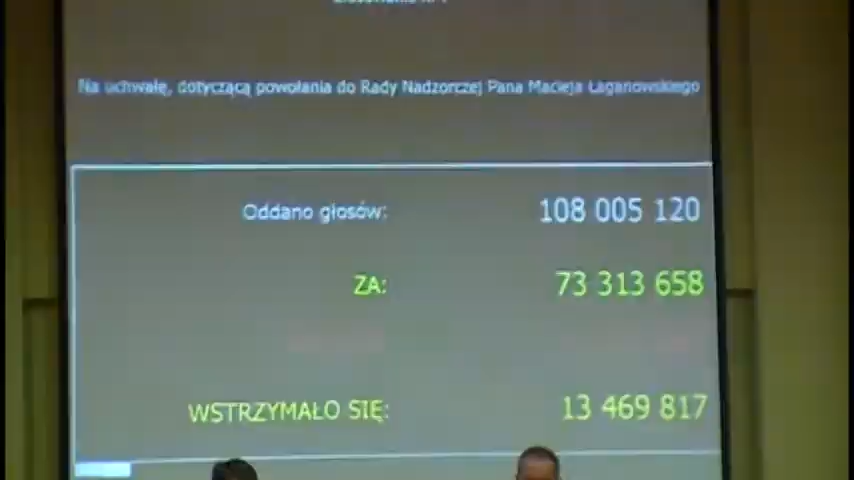 Na uchwałę, dotyczącą powołania do Rady Nadzorczej Pana Macieja Łaganowskiego
Oddano głosów: 108 005 120
ZA: 73 313 658
WSTRZYMAŁO SIĘ: 13 469 817